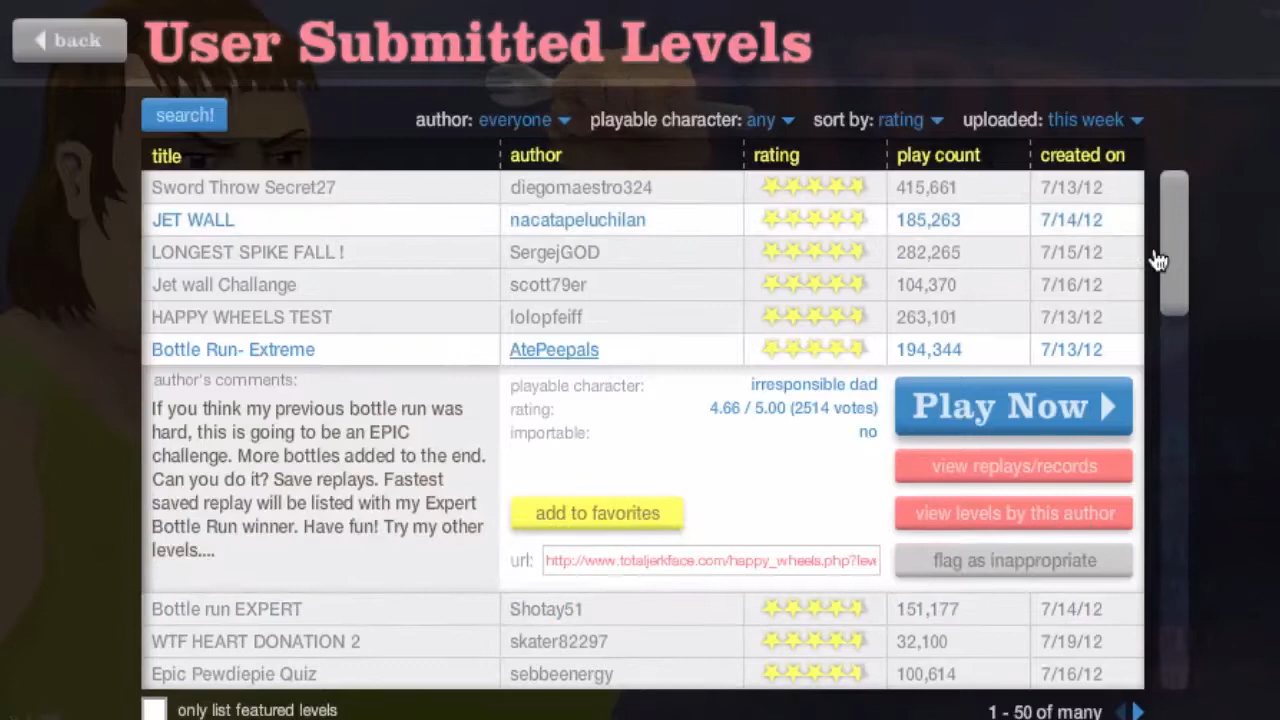 back
User Submitted Levels
search!
author: everyone playable character: any sort by: rating uploaded: this week
title author rating play count created on
Sword Throw Secret27 diegomaestro324 415,661 7/13/12
JET WALL nacatapeluchilan 185,263 7/14/12
LONGEST SPIKE FALL ! SergejGOD 282,265 7/15/12
Jet wall Challange scott79er 104,370 7/16/12
HAPPY WHEELS TEST lolopfeiff 263,101 7/13/12
Bottle Run- Extreme AtePeepals 194,344 7/13/12
author's comments:
If you think my previous bottle run was
hard, this is going to be an EPIC
challenge. More bottles added to the end.
Can you do it? Save replays. Fastest
saved replay will be listed with my Expert
Bottle Run winner. Have fun! Try my other
levels....
playable character: irresponsible dad
rating: 4.66 / 5.00 (2514 votes)
importable: no
add to favorites
url: http://www.totaljerkface.com/happy_wheels.php?leve
Play Now
view replays/records
view levels by this author
flag as inappropriate
Bottle run EXPERT Shotay51 151,177 7/14/12
WTF HEART DONATION 2 skater82297 32,100 7/19/12
Epic Pewdiepie Quiz sebbeenergy 100,614 7/16/12
only list featured levels 1 - 50 of many